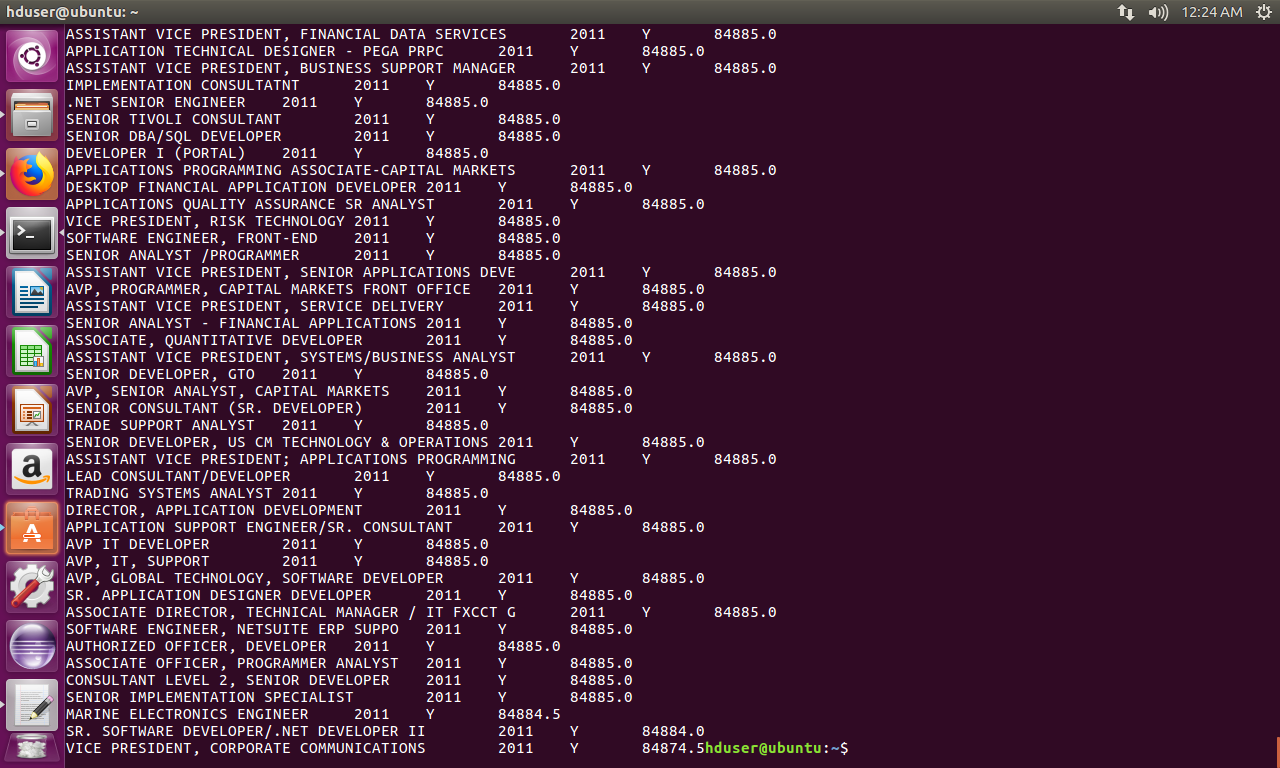 hduser@ubuntu: ~ 12:24 AM
ASSISTANT VICE PRESIDENT, FINANCIAL DATA SERVICES 2011 Y 84885.0
APPLICATION TECHNICAL DESIGNER - PEGA PRPC 2011 Y 84885.0
ASSISTANT VICE PRESIDENT, BUSINESS SUPPORT MANAGER 2011 Y 84885.0
IMPLEMENTATION CONSULTATNT 2011 Y 84885.0
.NET SENIOR ENGINEER 2011 Y 84885.0
SENIOR TIVOLI CONSULTANT 2011 Y 84885.0
SENIOR DBA/SQL DEVELOPER 2011 Y 84885.0
DEVELOPER I (PORTAL) 2011 Y 84885.0
APPLICATIONS PROGRAMMING ASSOCIATE-CAPITAL MARKETS 2011 Y 84885.0
DESKTOP FINANCIAL APPLICATION DEVELOPER 2011 Y 84885.0
APPLICATIONS QUALITY ASSURANCE SR ANALYST 2011 Y 84885.0
VICE PRESIDENT, RISK TECHNOLOGY 2011 Y 84885.0
SOFTWARE ENGINEER, FRONT-END 2011 Y 84885.0
SENIOR ANALYST /PROGRAMMER 2011 Y 84885.0
ASSISTANT VICE PRESIDENT, SENIOR APPLICATIONS DEVE 2011 Y 84885.0
AVP, PROGRAMMER, CAPITAL MARKETS FRONT OFFICE 2011 Y 84885.0
ASSISTANT VICE PRESIDENT, SERVICE DELIVERY 2011 Y 84885.0
SENIOR ANALYST - FINANCIAL APPLICATIONS 2011 Y 84885.0
ASSOCIATE, QUANTITATIVE DEVELOPER 2011 Y 84885.0
ASSISTANT VICE PRESIDENT, SYSTEMS/BUSINESS ANALYST 2011 Y 84885.0
SENIOR DEVELOPER, GTO 2011 Y 84885.0
AVP, SENIOR ANALYST, CAPITAL MARKETS 2011 Y 84885.0
SENIOR CONSULTANT (SR. DEVELOPER) 2011 Y 84885.0
TRADE SUPPORT ANALYST 2011 Y 84885.0
SENIOR DEVELOPER, US CM TECHNOLOGY & OPERATIONS 2011 Y 84885.0
ASSISTANT VICE PRESIDENT; APPLICATIONS PROGRAMMING 2011 Y 84885.0
LEAD CONSULTANT/DEVELOPER 2011 Y 84885.0
TRADING SYSTEMS ANALYST 2011 Y 84885.0
DIRECTOR, APPLICATION DEVELOPMENT 2011 Y 84885.0
APPLICATION SUPPORT ENGINEER/SR. CONSULTANT 2011 Y 84885.0
AVP IT DEVELOPER 2011 Y 84885.0
AVP, IT, SUPPORT 2011 Y 84885.0
AVP, GLOBAL TECHNOLOGY, SOFTWARE DEVELOPER 2011 Y 84885.0
SR. APPLICATION DESIGNER DEVELOPER 2011 Y 84885.0
ASSOCIATE DIRECTOR, TECHNICAL MANAGER / IT FXCCT G 2011 Y 84885.0
SOFTWARE ENGINEER, NETSUITE ERP SUPPO 2011 Y 84885.0
AUTHORIZED OFFICER, DEVELOPER 2011 Y 84885.0
ASSOCIATE OFFICER, PROGRAMMER ANALYST 2011 Y 84885.0
CONSULTANT LEVEL 2, SENIOR DEVELOPER 2011 Y 84885.0
SENIOR IMPLEMENTATION SPECIALIST 2011 Y 84885.0
MARINE ELECTRONICS ENGINEER 2011 Y 84884.5
SR. SOFTWARE DEVELOPER/.NET DEVELOPER II 2011 Y 84884.0
VICE PRESIDENT, CORPORATE COMMUNICATIONS 2011 Y 84874.5hduser@ubuntu:~$